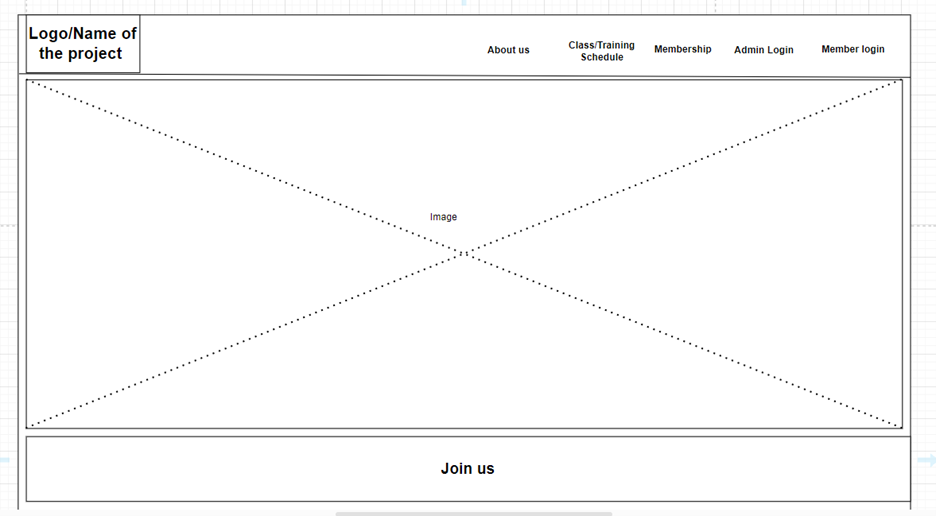 Logo/Name of
the project
About us
Class/Training
Schedule
Membership
Admin Login
Member login
Image
Join us